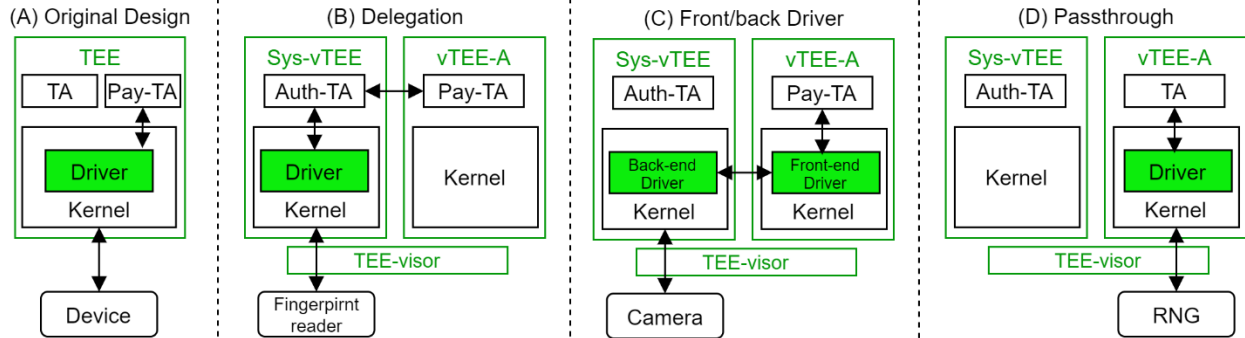 (A) Original Design
TEE
TA
Pay-TA
Driver
Kernel
Device
(B) Delegation
Sys-vTEE
vTEE-A
Auth-TA
Pay-TA
Driver
Kernel
Kernel
TEE-visor
Fingerpirnt
reader
(C) Front/back Driver
Sys-vTEE
vTEE-A
Auth-TA
Pay-TA
Back-end
Driver
Front-end
Driver
Kernel
Kernel
TEE-visor
Camera
(D) Passthrough
Sys-vTEE
vTEE-A
Auth-TA
TA
Kernel
Driver
Kernel
TEE-visor
RNG